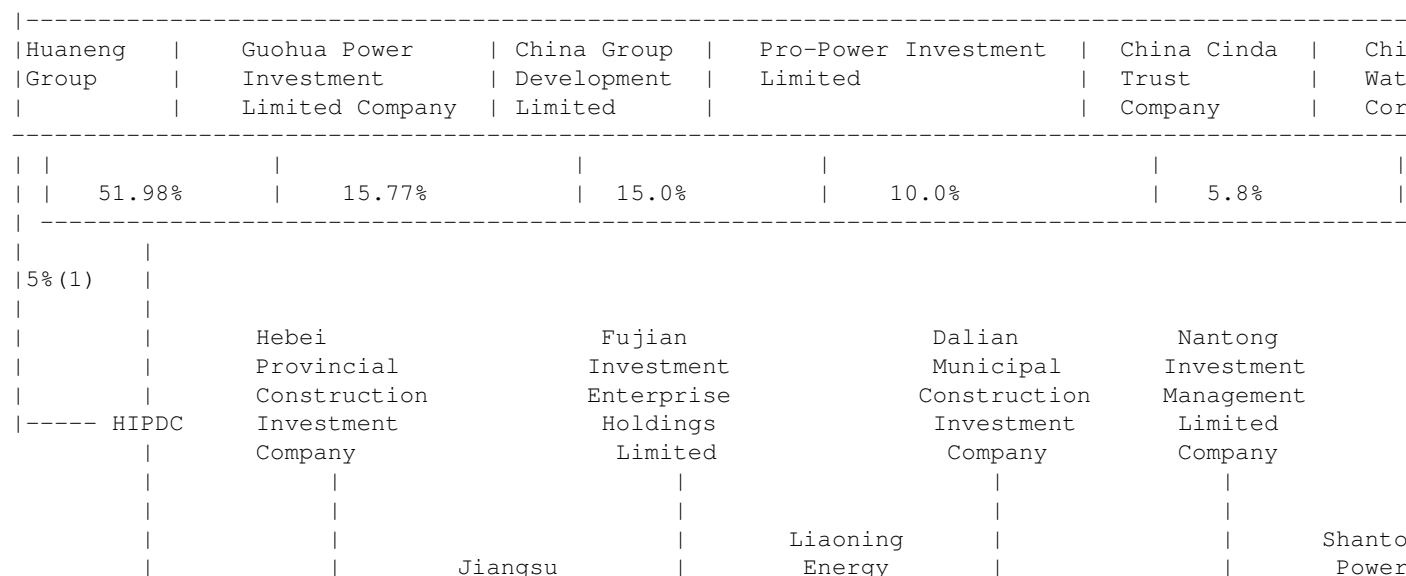 |Huaneng | Guohua Power | China Group | Pro-Power Investment | China Cinda |
|Group | Investment | Development | Limited | Trust |
| | Limited Company | Limited | | Company |
| | 51.98% | 15.77% | 15.0% | 10.0% | 5.8% |
|5%(1) |
| | Hebei Fujian Dalian Nantong
| | Provincial Investment Municipal Investment
| | Construction Enterprise Construction Management
|----- HIPDC Investment Holdings Investment Limited
| Company Limited Company Company
| | | Liaoning | |
| | Jiangsu | Energy | | Power